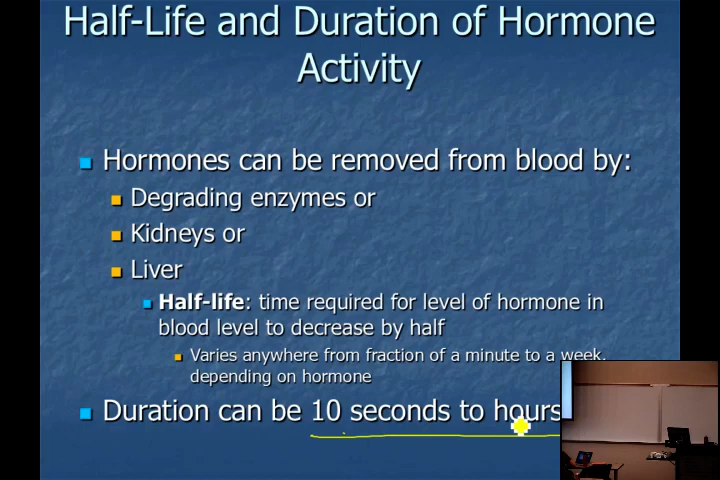 Half-Life and Duration of Hormone
Activity
Hormones can be removed from blood by:
Degrading enzymes or
Kidneys or
Liver
Half-life: time required for level of hormone in
blood level to decrease by half
Varies anywhere from fraction of a minute to a week,
depending on hormone
Duration can be 10 seconds to hours